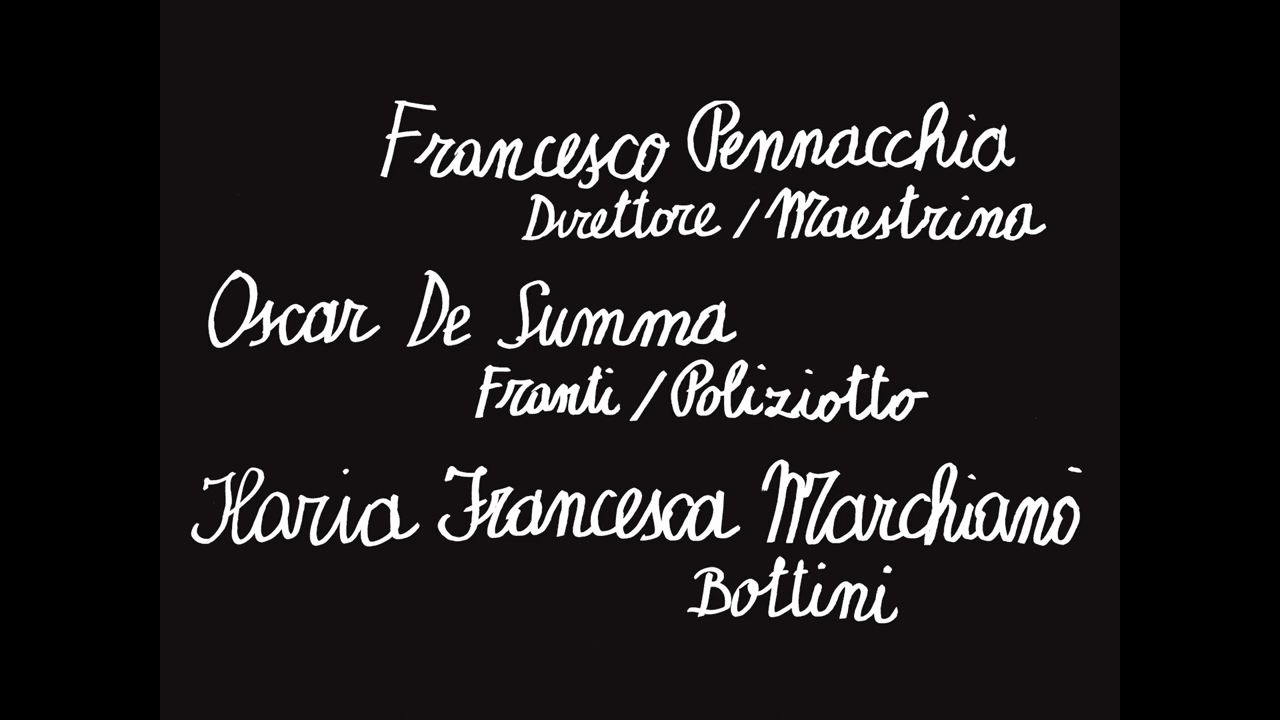 Francesco Pennacchia
Direttore / Maestrina
Oscar De Summa
Franti / Poliziotto
Ilaria Francesca Marchianò
Bottini